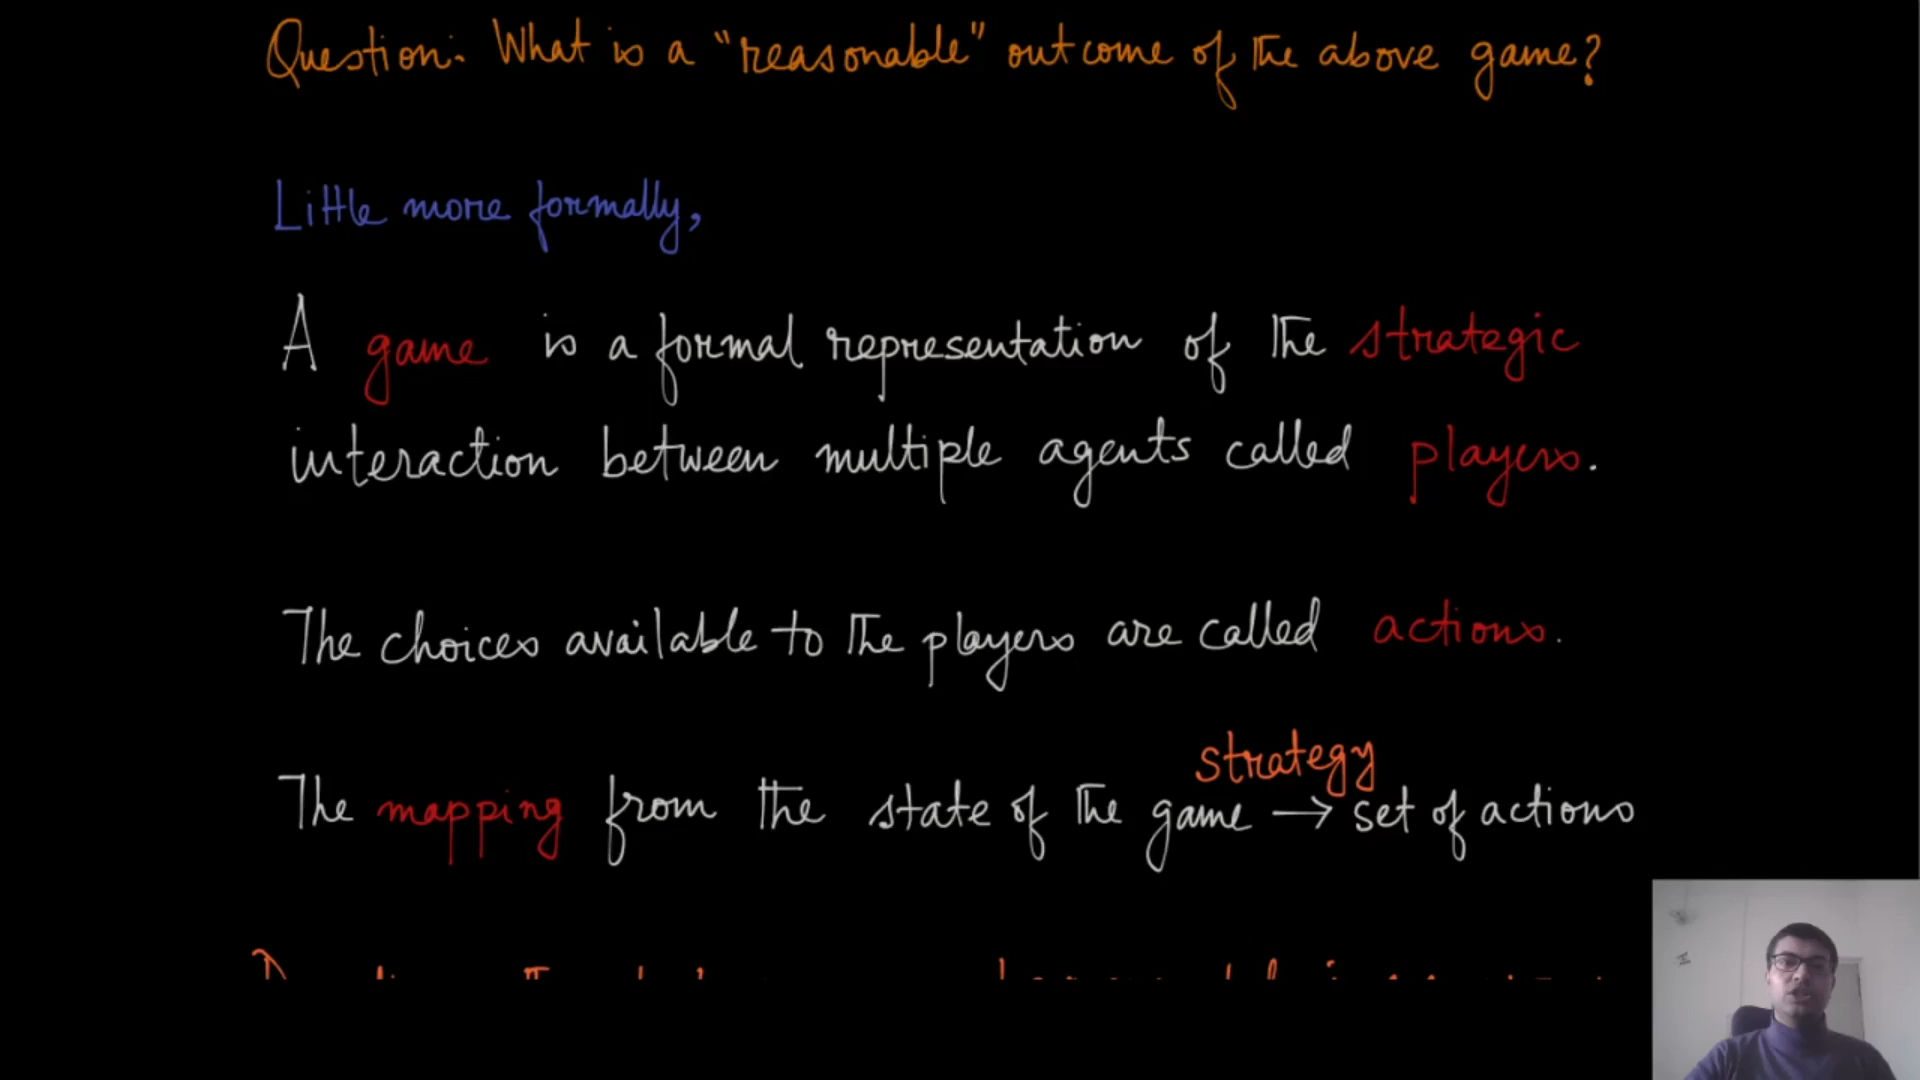 Question: What is a "reasonable" outcome of the above game?
Little more formally,
A game is a formal representation of the strategic
interaction between multiple agents called players.
The choices available to the players are called actions.
strategy
The mapping from the state of the game → set of actions